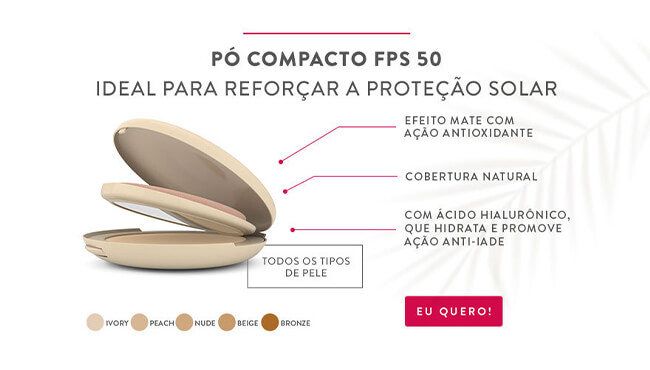 PÓ COMPACTO FPS 50
IDEAL PARA REFORÇAR A PROTEÇÃO SOLAR
EFEITO MATE COM
AÇÃO ANTIOXIDANTE
COBERTURA NATURAL
COM ÁCIDO HIALURÔNICO,
QUE HIDRATA E PROMOVE
AÇÃO ANTI-IADE
TODOS OS TIPOS
DE PELE
EU QUERO!
IVORY PEACH NUDE BEIGE BRONZE